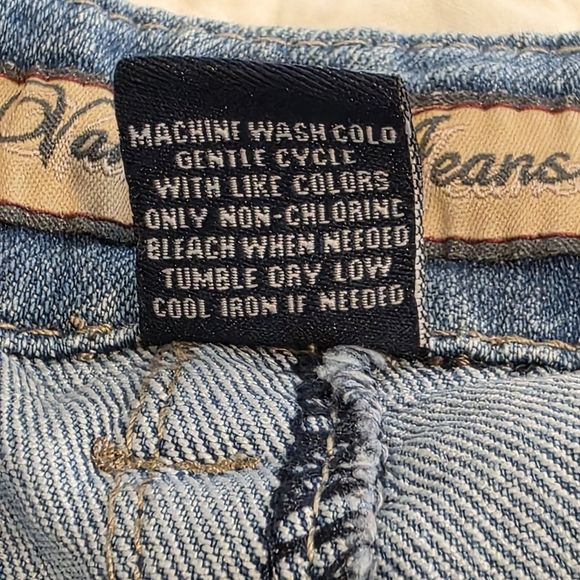 MACHINE WASH COLD
GENTLE CYCLE
WITH LIKE COLORS
ONLY NON-CHLORINE
BLEACH WHEN NEEDED
TUMBLE DRY LOW
COOL IRON IF NEEDED
Jeans